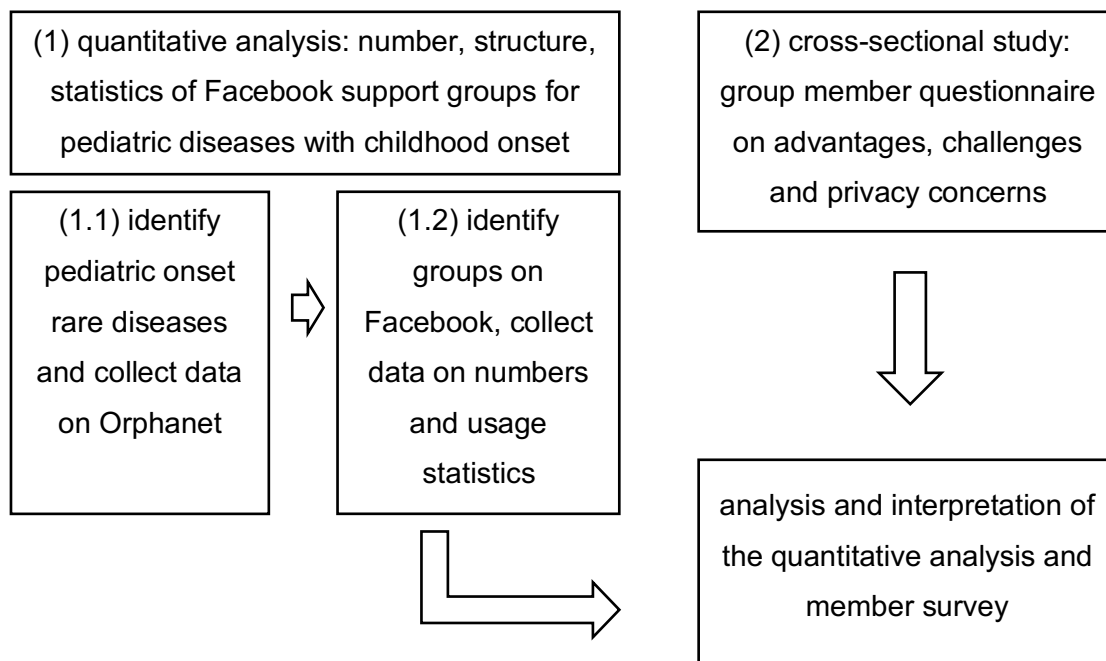 (1) quantitative analysis: number, structure,
statistics of Facebook support groups for
pediatric diseases with childhood onset
(2) cross-sectional study:
group member questionnaire
on advantages, challenges
and privacy concerns
(1.1) identify
pediatric onset
rare diseases
and collect data
on Orphanet
(1.2) identify
groups on
Facebook, collect
data on numbers
and usage
statistics
analysis and interpretation of
the quantitative analysis and
member survey